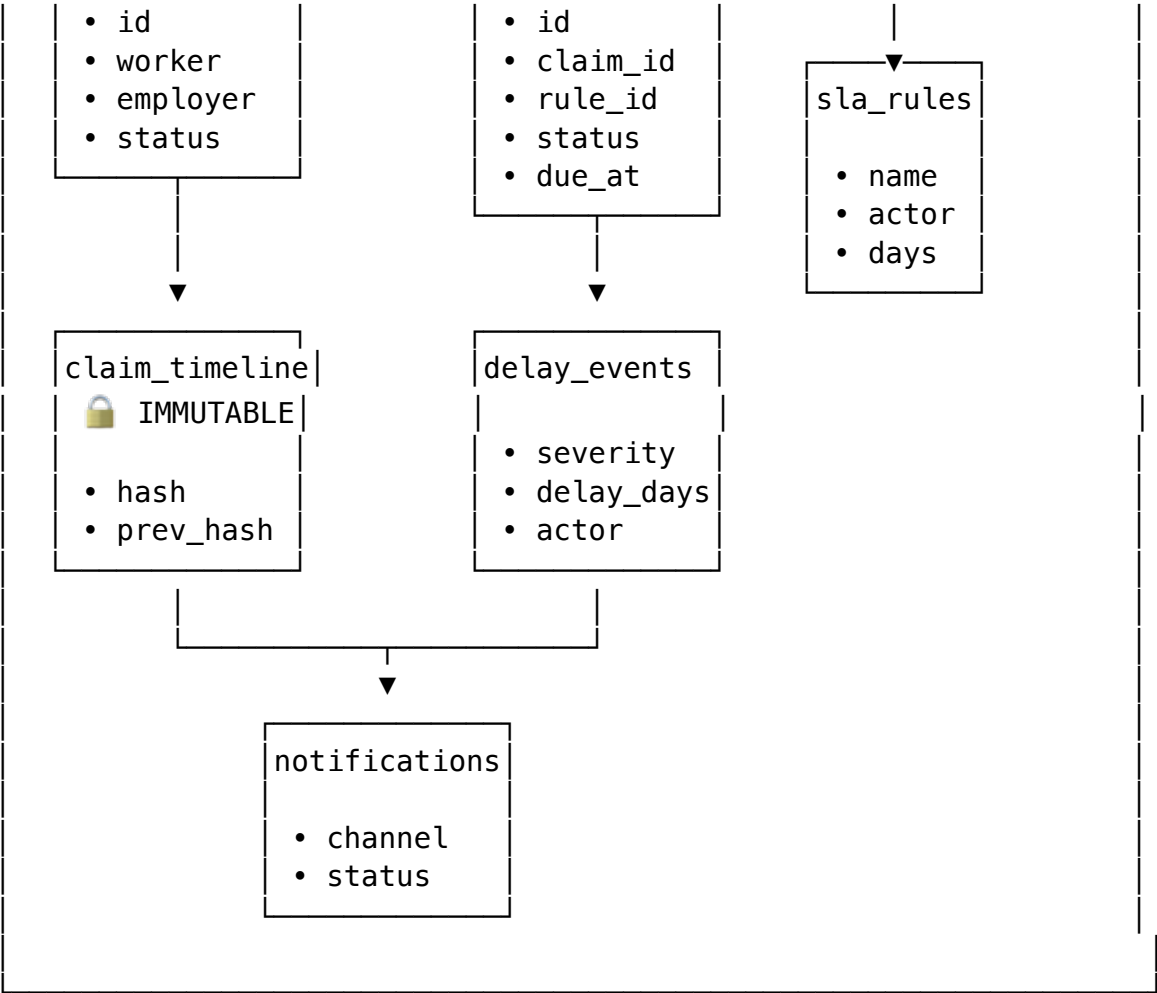 • id
• worker
• employer
• status
• id
• claim_id
• rule_id
• status
• due_at
sla_rules
• name
• actor
• days
claim_timeline
🔒 IMMUTABLE
• hash
• prev_hash
delay_events
• severity
• delay_days
• actor
notifications
• channel
• status